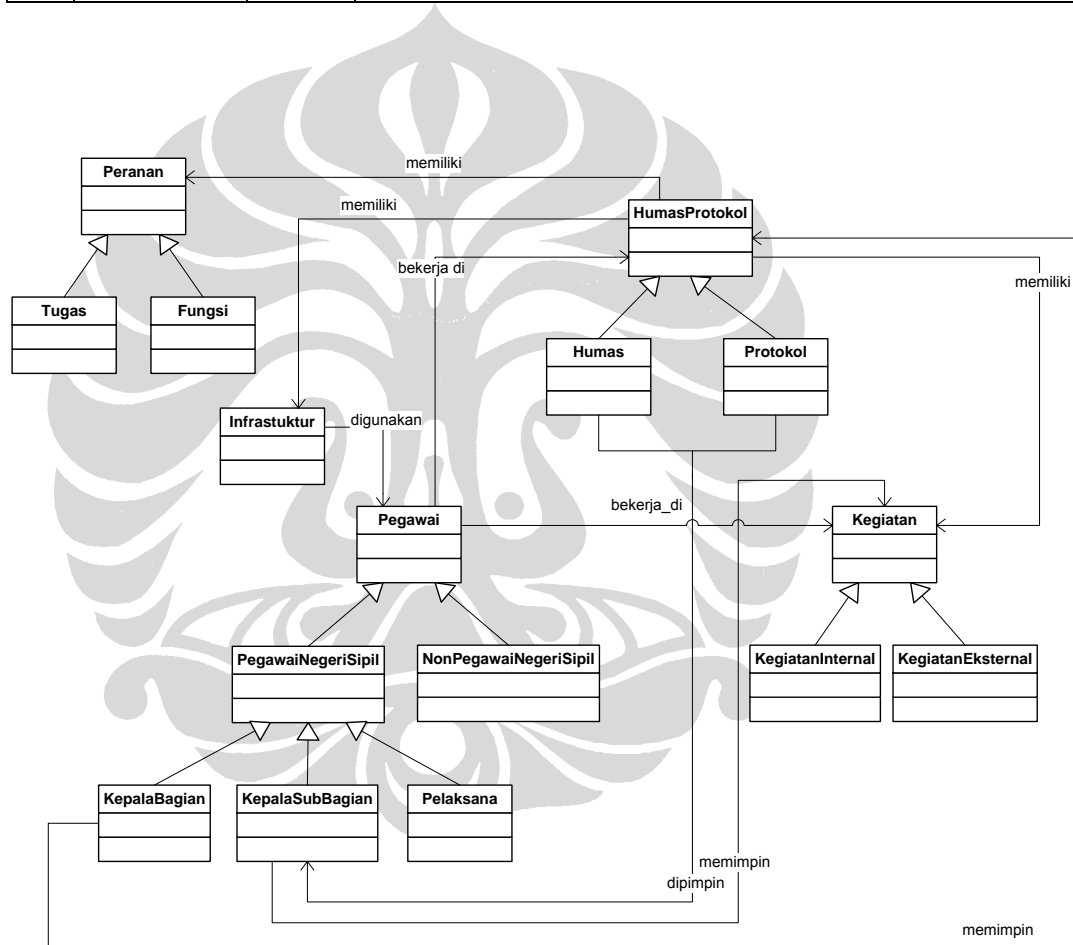 memiliki
Peranan
memiliki
HumasProtokol
bekerja di
memiliki
Tugas
Fungsi
Humas
Protokol
Infrastuktur
digunakan
Pegawai
bekerja_di
Kegiatan
PegawaiNegeriSipil
NonPegawaiNegeriSipil
KegiatanInternal
KegiatanEksternal
KepalaBagian
KepalaSubBagian
Pelaksana
memimpin
dipimpin
memimpin